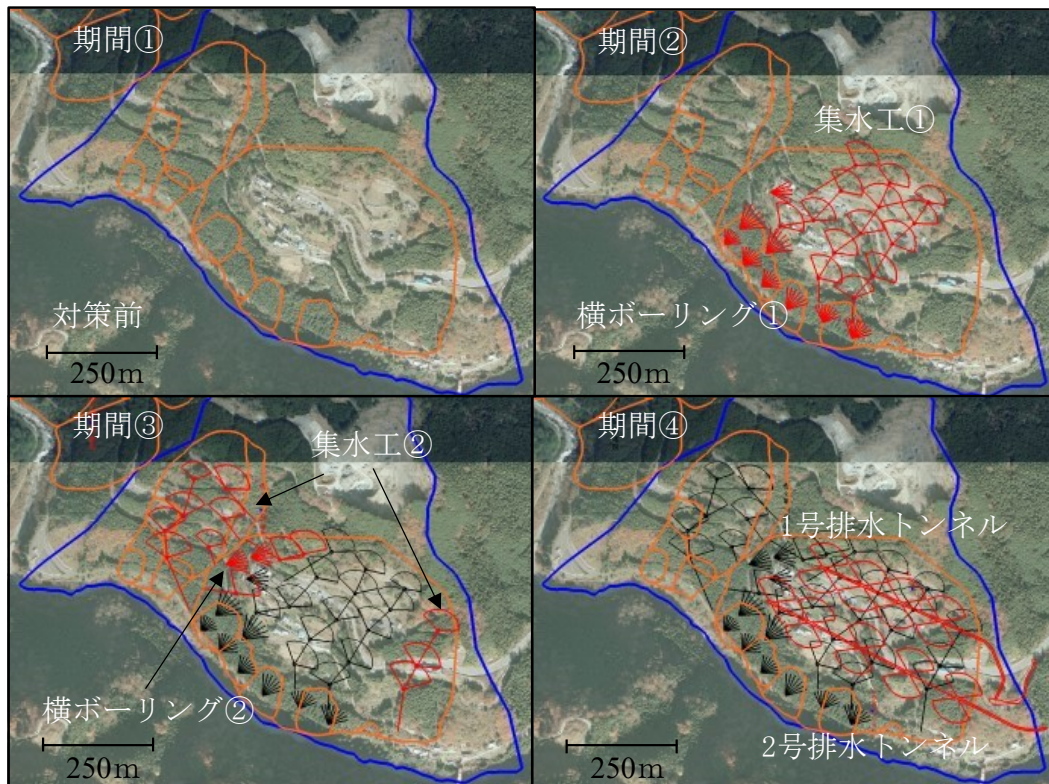 期間①
対策前
250m
期間②
集水工①
横ボーリング①
250m
期間③
集水工②
横ボーリング②
250m
期間④
1号排水トンネル
2号排水トンネル
250m